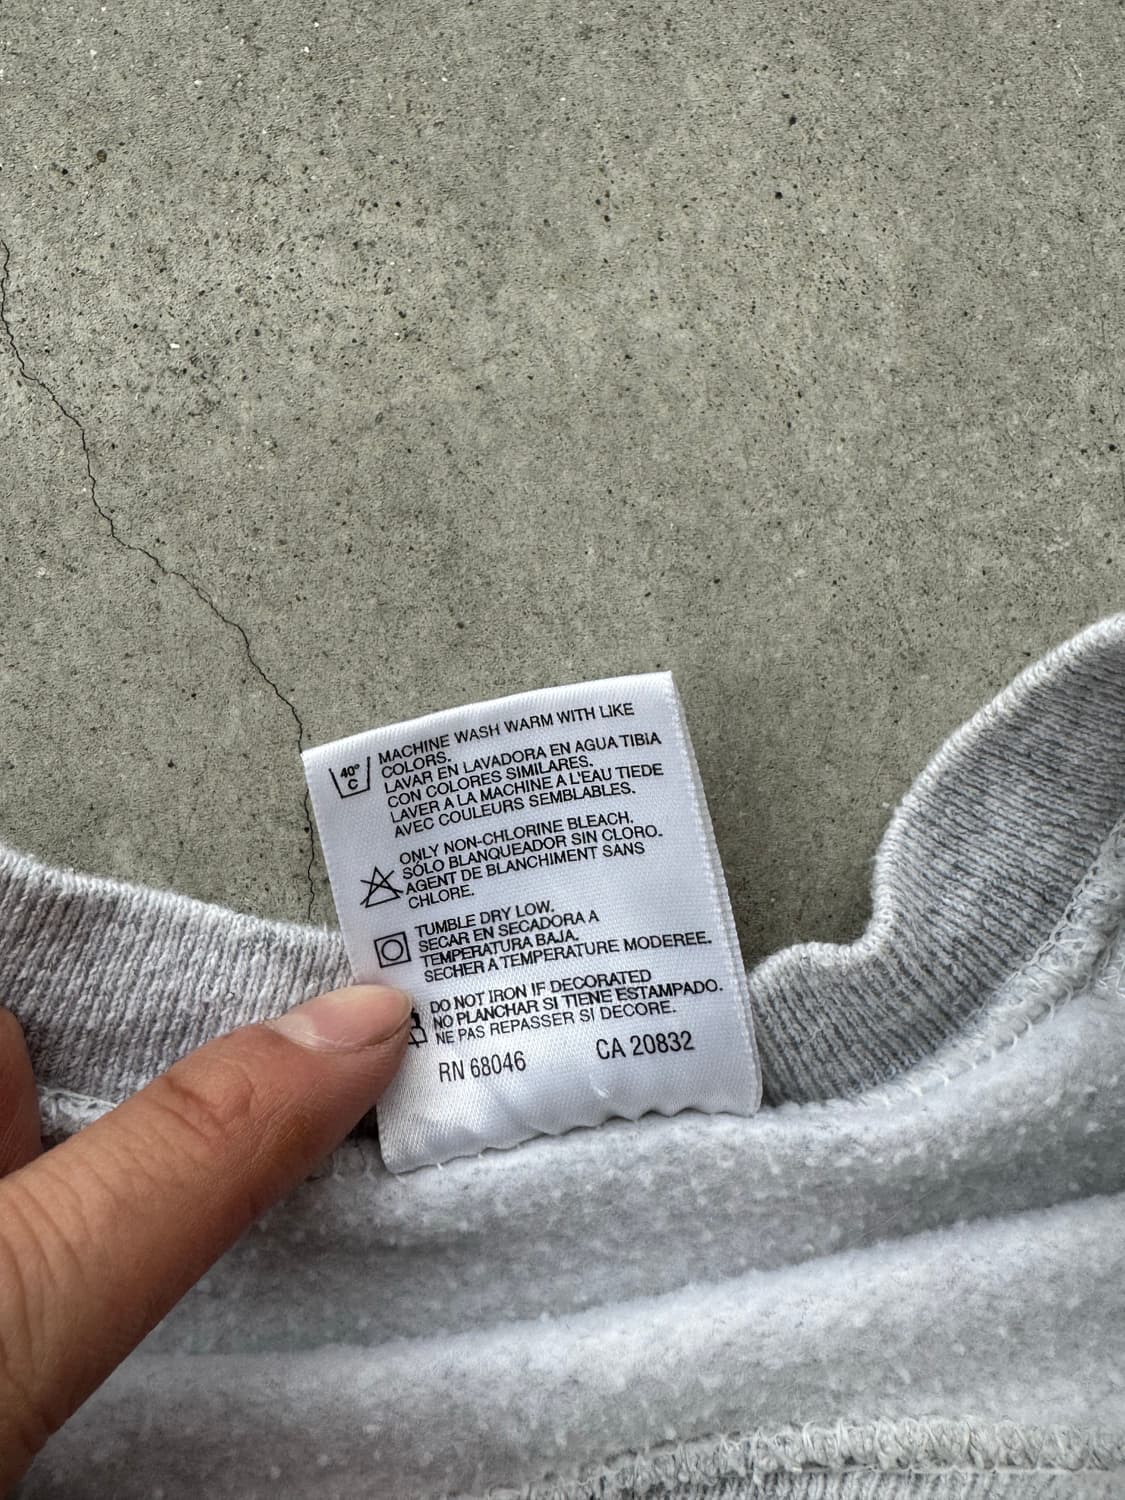 40°
C
MACHINE WASH WARM WITH LIKE
COLORS.
LAVAR EN LAVADORA EN AGUA TIBIA
CON COLORES SIMILARES.
LAVER A LA MACHINE A L'EAU TIEDE
AVEC COULEURS SEMBLABLES.
ONLY NON-CHLORINE BLEACH.
SÓLO BLANQUEADOR SIN CLORO.
AGENT DE BLANCHIMENT SANS
CHLORE.
TUMBLE DRY LOW.
SECAR EN SECADORA A
TEMPERATURA BAJA.
SECHER A TEMPERATURE MODEREE.
DO NOT IRON IF DECORATED
NO PLANCHAR SI TIENE ESTAMPADO.
NE PAS REPASSER SI DECORE.
RN 68046 CA 20832